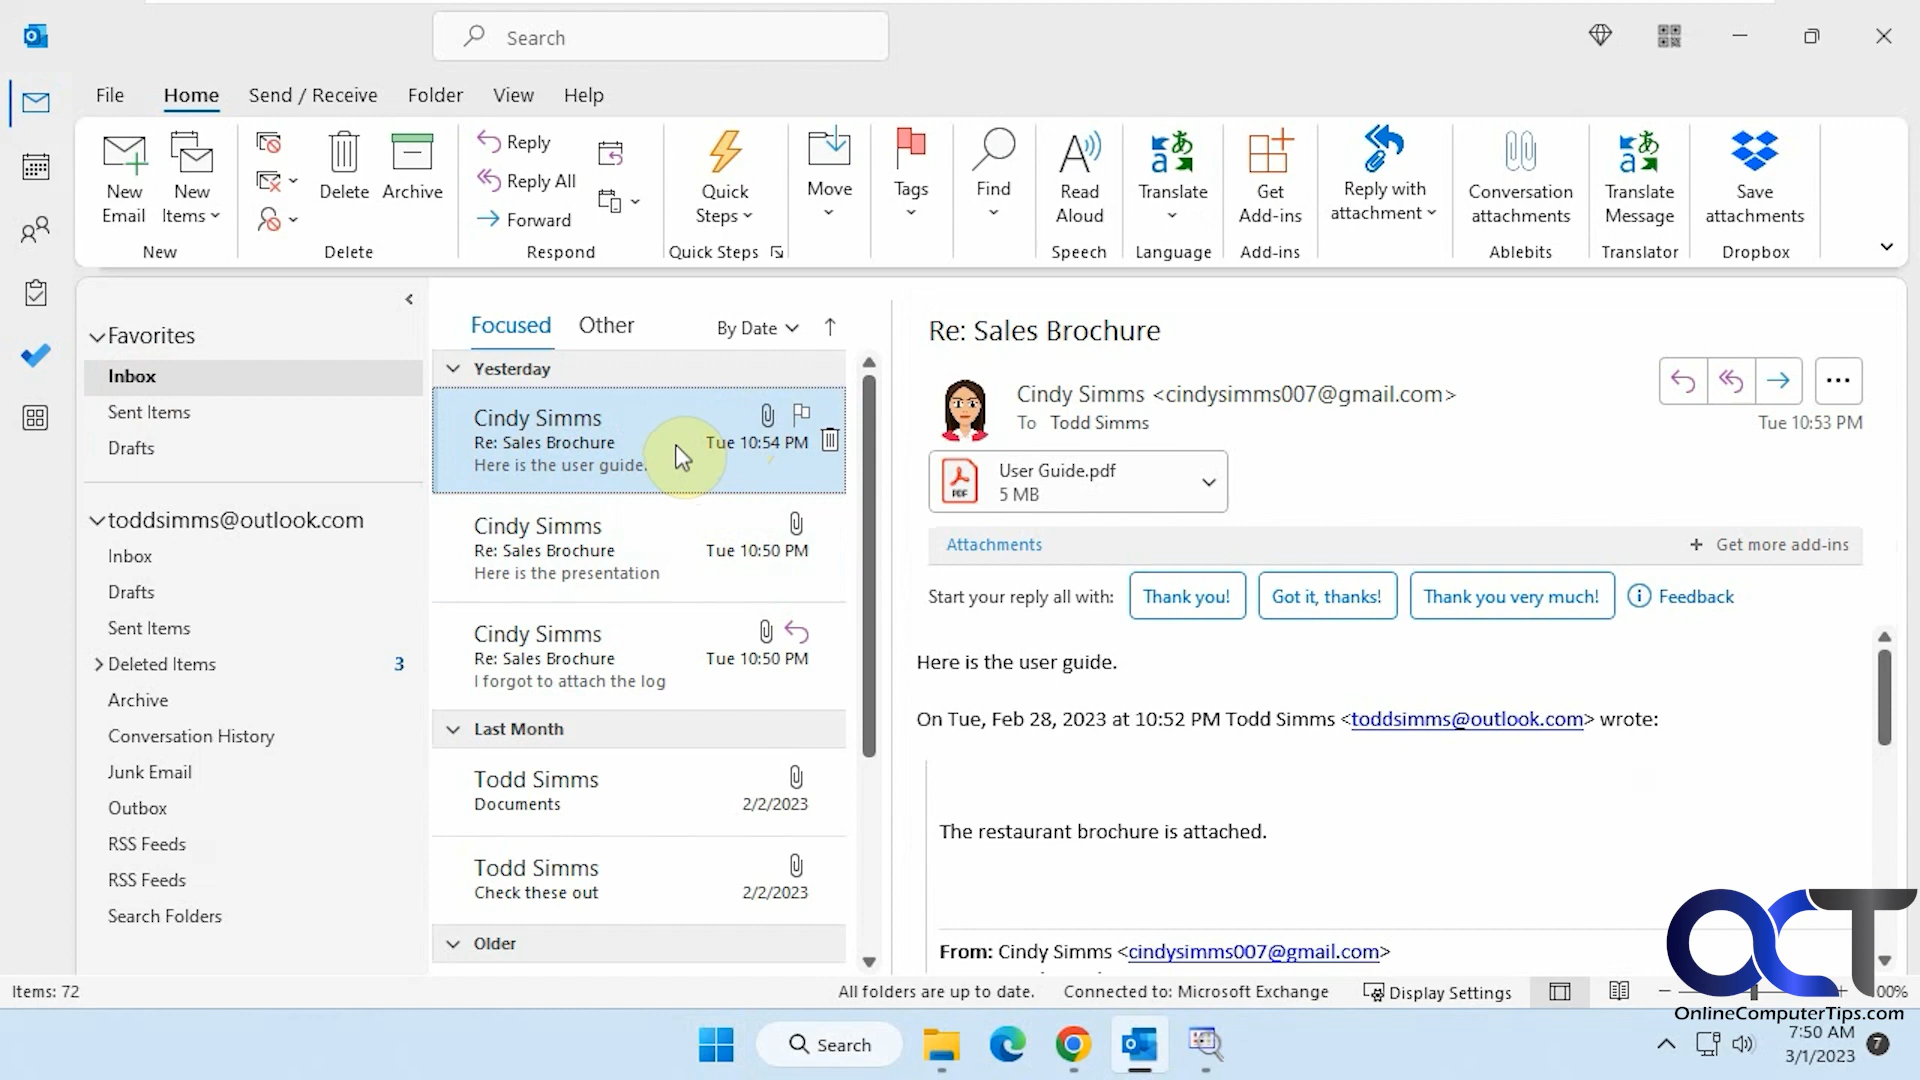 Search
File
Home
Send / Receive
Folder
View
Help
New
Email
New
Items
New
Delete
Archive
Delete
Reply
Reply All
Forward
Respond
Quick
Steps
Quick Steps
Move
Tags
Find
Read
Aloud
Speech
Translate
Language
Get
Add-ins
Add-ins
Reply with
attachment
Conversation
attachments
Ablebits
Translate
Message
Translator
Save
attachments
Dropbox
Favorites
Inbox
Sent Items
Drafts
toddsimms@outlook.com
Inbox
Drafts
Sent Items
Deleted Items 3
Archive
Conversation History
Junk Email
Outbox
RSS Feeds
RSS Feeds
Search Folders
Focused
Other
By Date
Yesterday
Cindy Simms
Re: Sales Brochure Tue 10:54 PM
Here is the user guide.
Cindy Simms
Re: Sales Brochure Tue 10:50 PM
Here is the presentation
Cindy Simms
Re: Sales Brochure Tue 10:50 PM
I forgot to attach the log
Last Month
Todd Simms
Documents 2/2/2023
Todd Simms
Check these out 2/2/2023
Older
Re: Sales Brochure
Cindy Simms <cindysimms007@gmail.com>
To Todd Simms
Tue 10:53 PM
PDF
User Guide.pdf
5 MB
Attachments
+ Get more add-ins
Start your reply all with:
Thank you!
Got it, thanks!
Thank you very much!
Feedback
Here is the user guide.
On Tue, Feb 28, 2023 at 10:52 PM Todd Simms <toddsimms@outlook.com> wrote:
The restaurant brochure is attached.
From: Cindy Simms <cindysimms007@gmail.com>
OCT
OnlineComputerTips.com
Items: 72
All folders are up to date.
Connected to: Microsoft Exchange
Display Settings
00%
Search
7:50 AM
3/1/2023
7